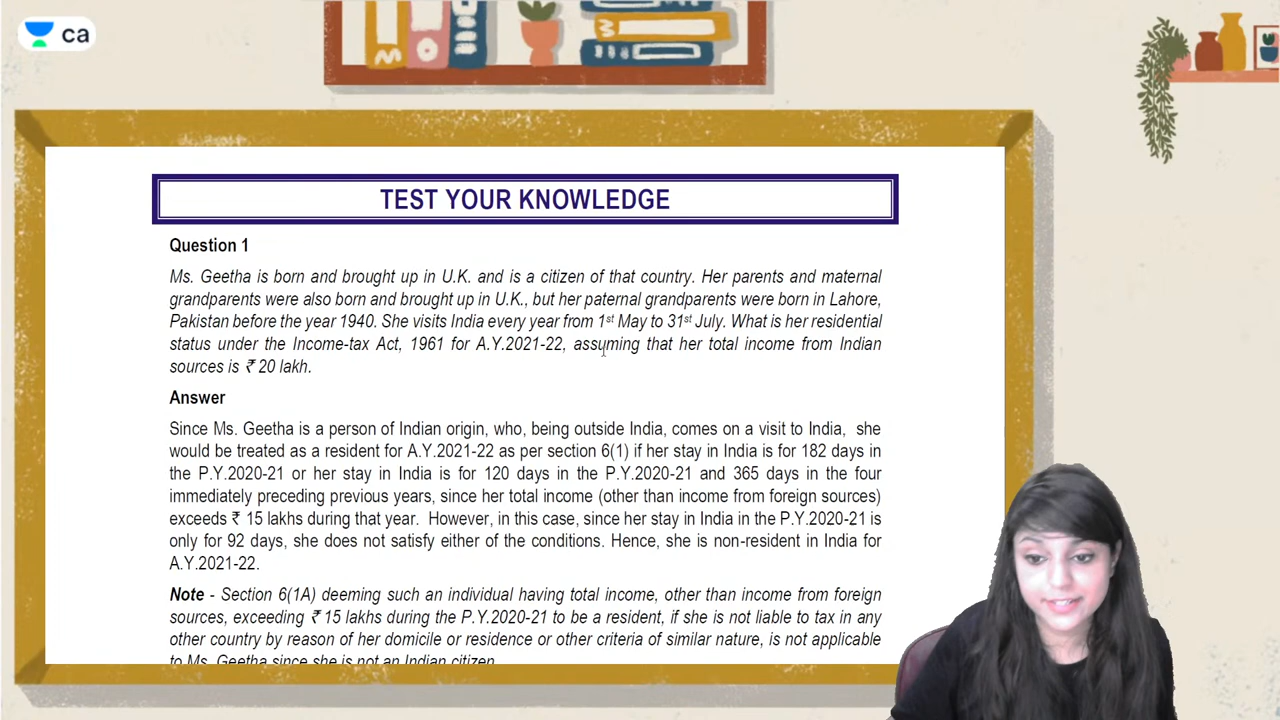 ca
TEST YOUR KNOWLEDGE
Question 1
Ms. Geetha is born and brought up in U.K. and is a citizen of that country. Her parents and maternal
grandparents were also born and brought up in U.K., but her paternal grandparents were born in Lahore,
Pakistan before the year 1940. She visits India every year from 1st May to 31st July. What is her residential
status under the Income-tax Act, 1961 for A.Y.2021-22, assuming that her total income from Indian
sources is ₹ 20 lakh.
Answer
Since Ms. Geetha is a person of Indian origin, who, being outside India, comes on a visit to India, she
would be treated as a resident for A.Y.2021-22 as per section 6(1) if her stay in India is for 182 days in
the P.Y.2020-21 or her stay in India is for 120 days in the P.Y.2020-21 and 365 days in the four
immediately preceding previous years, since her total income (other than income from foreign sources)
exceeds ₹ 15 lakhs during that year. However, in this case, since her stay in India in the P.Y.2020-21 is
only for 92 days, she does not satisfy either of the conditions. Hence, she is non-resident in India for
A.Y.2021-22.
Note - Section 6(1A) deeming such an individual having total income, other than income from foreign
sources, exceeding ₹ 15 lakhs during the P.Y.2020-21 to be a resident, if she is not liable to tax in any
other country by reason of her domicile or residence or other criteria of similar nature, is not applicable
to Ms. Geetha since she is not an Indian citizen